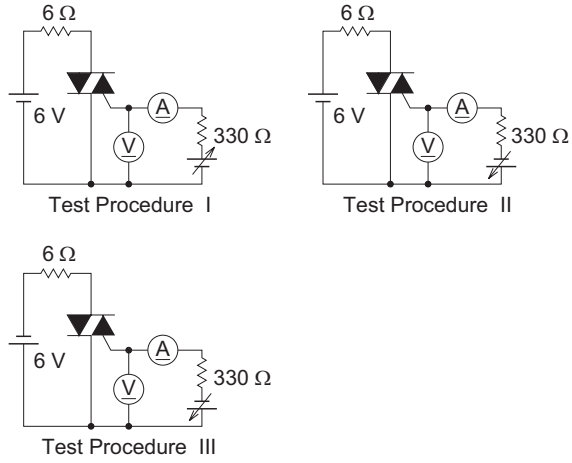 6 Ω
6 V
A
V
330 Ω
Test Procedure I
6 Ω
6 V
A
V
330 Ω
Test Procedure II
6 Ω
6 V
A
V
330 Ω
Test Procedure III